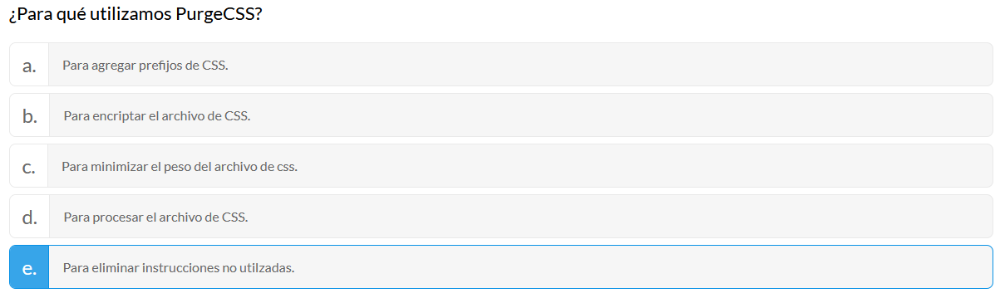 ¿Para qué utilizamos PurgeCSS?
a. Para agregar prefijos de CSS.
b. Para encriptar el archivo de CSS.
c. Para minimizar el peso del archivo de css.
d. Para procesar el archivo de CSS.
e. Para eliminar instrucciones no utilzadas.